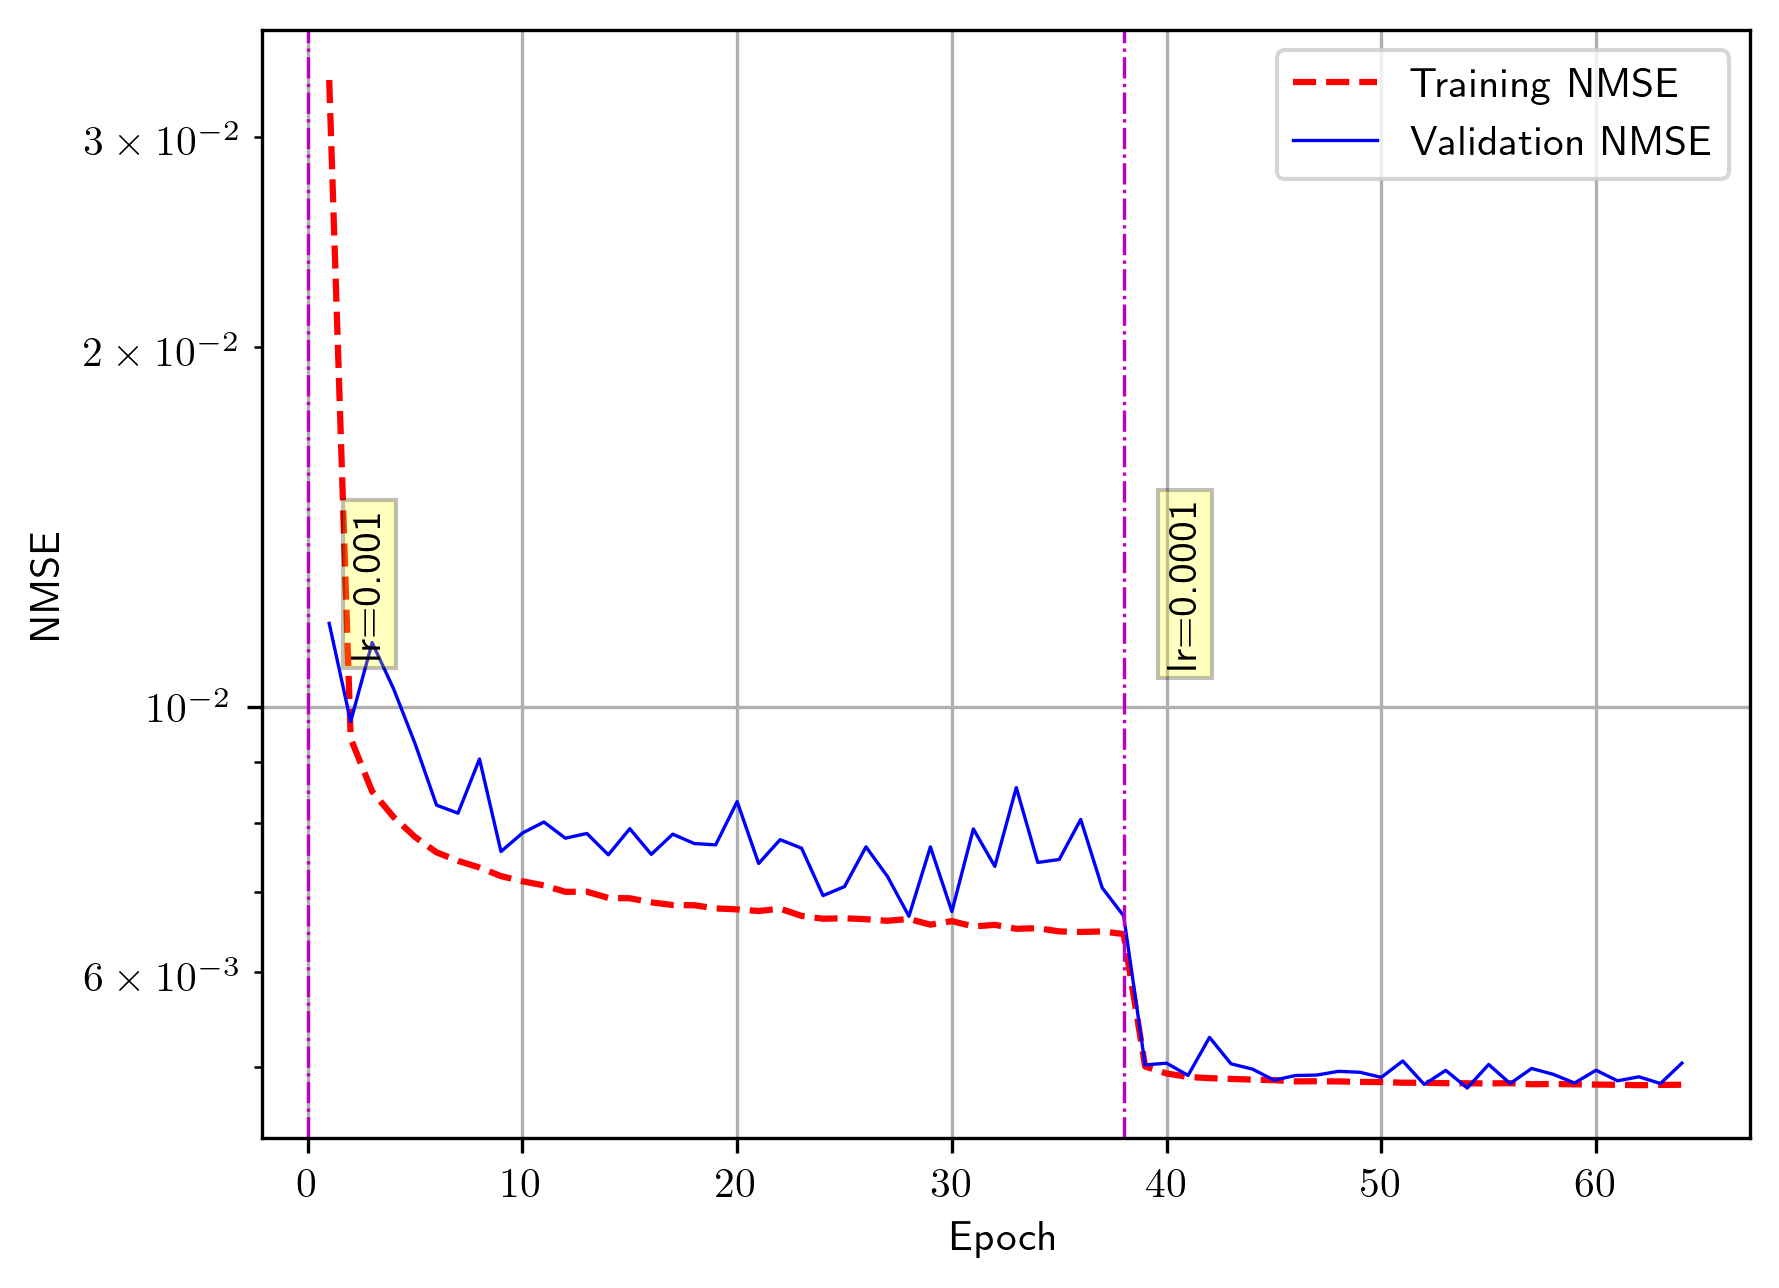 Training NMSE
Validation NMSE
3 × 10⁻²
2 × 10⁻²
10⁻²
6 × 10⁻³
NMSE
lr=0.001
lr=0.0001
0 10 20 30 40 50 60
Epoch